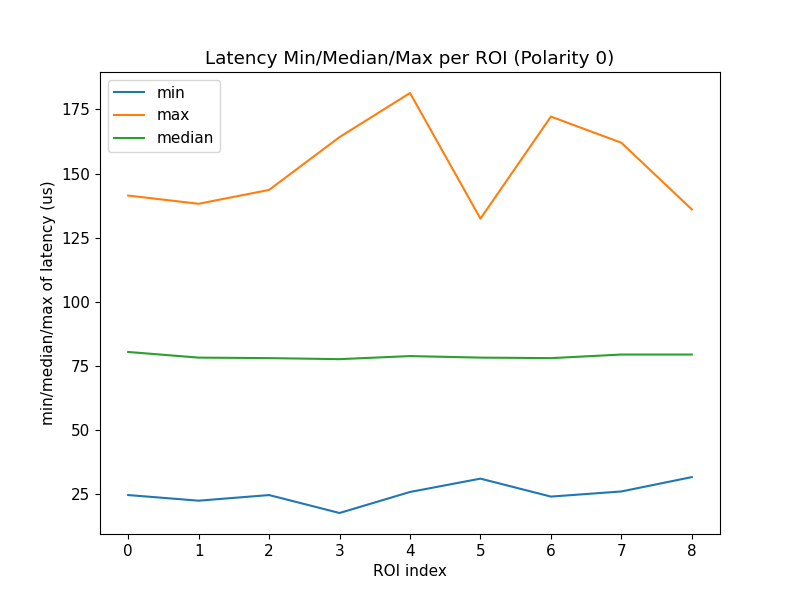 Latency Min/Median/Max per ROI (Polarity 0)
min
max
median
175
150
125
100
75
50
25
min/median/max of latency (us)
0 1 2 3 4 5 6 7 8
ROI index